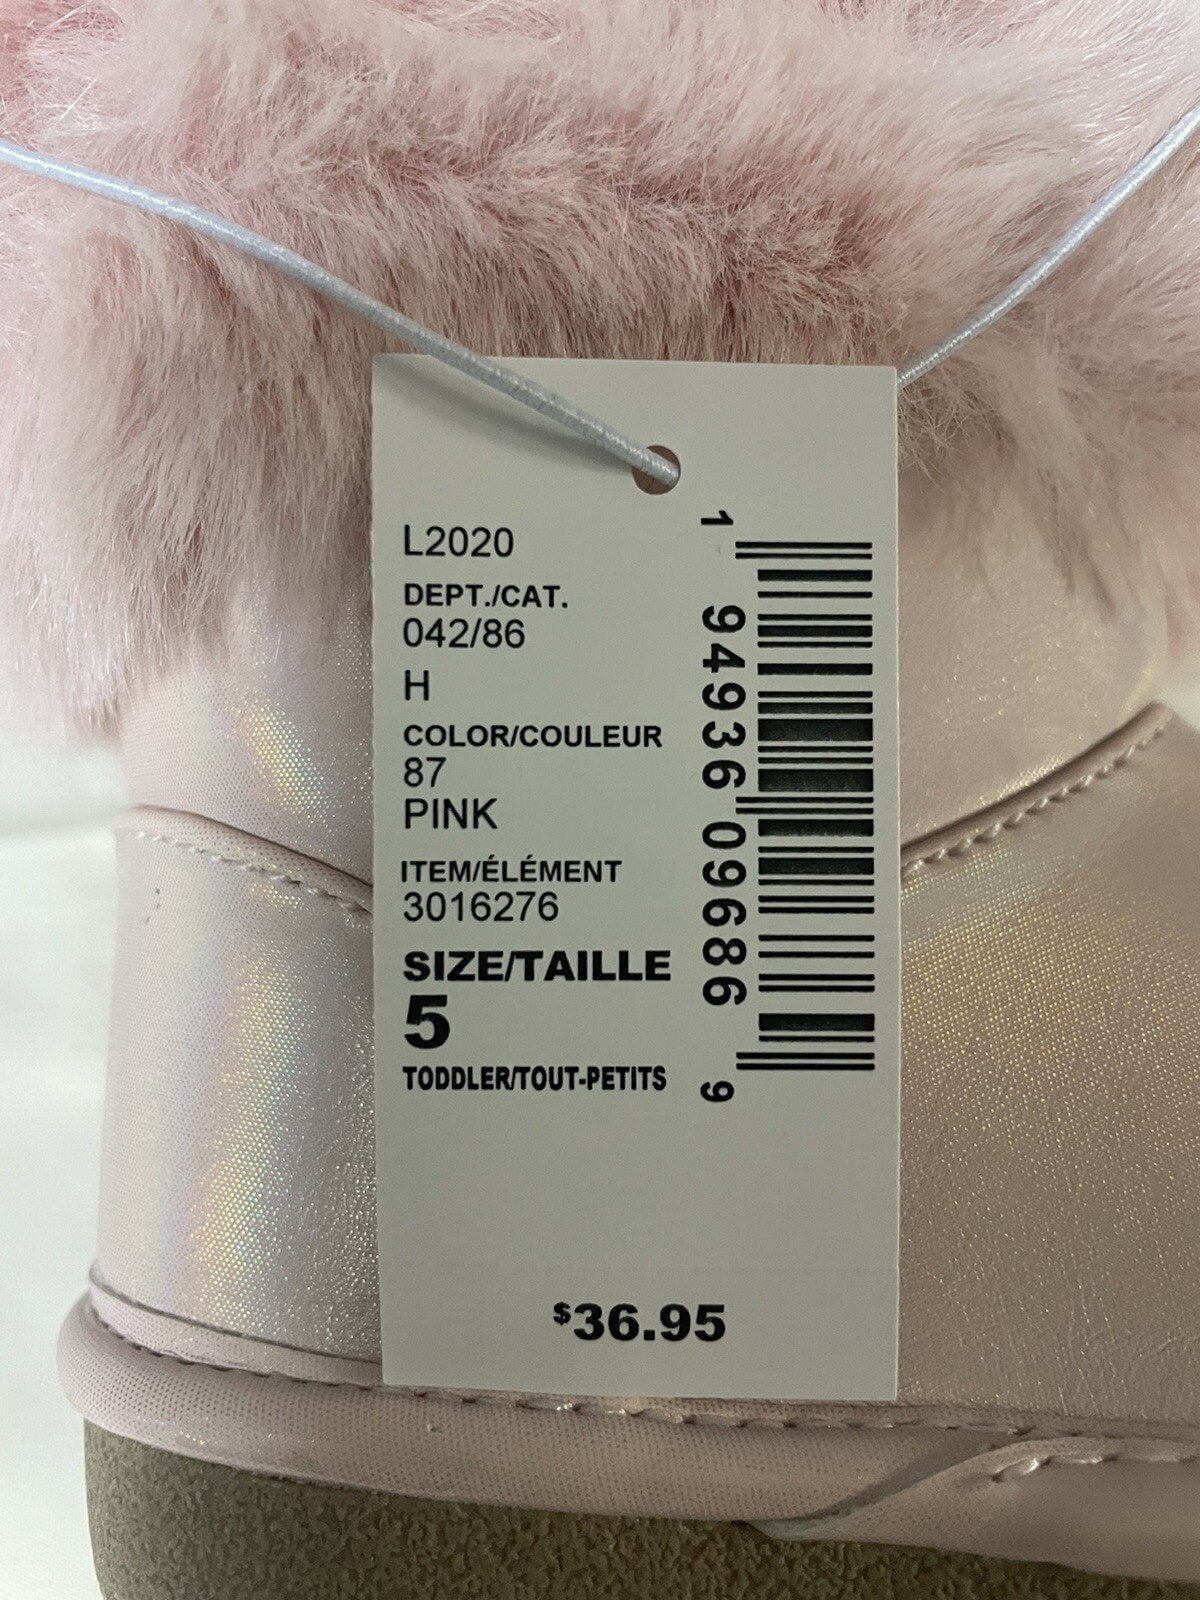 L2020
DEPT./CAT.
042/86
H
COLOR/COULEUR
87
PINK
ITEM/ÉLÉMENT
3016276
SIZE/TAILLE
5
TODDLER/TOUT-PETITS
1 94936 09686 9
$36.95